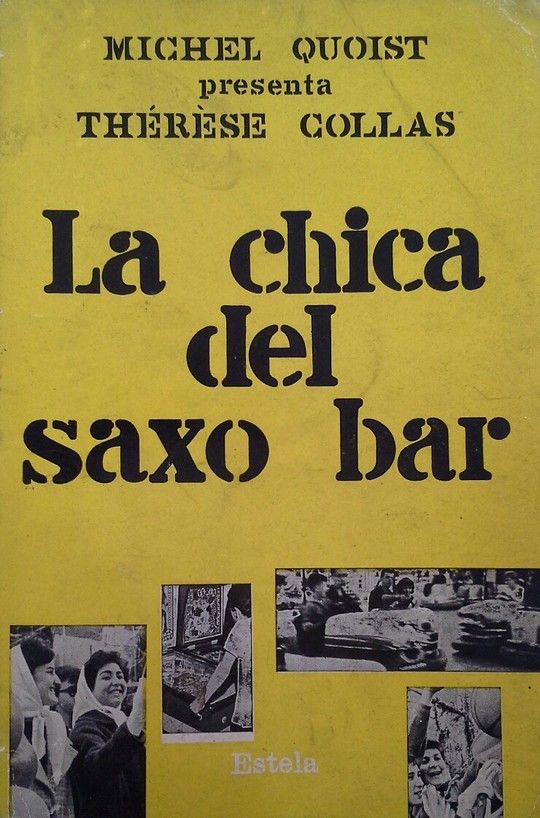 MICHEL QUOIST
presenta
THÉRÈSE COLLAS
La chica
del
saxo bar
Estela